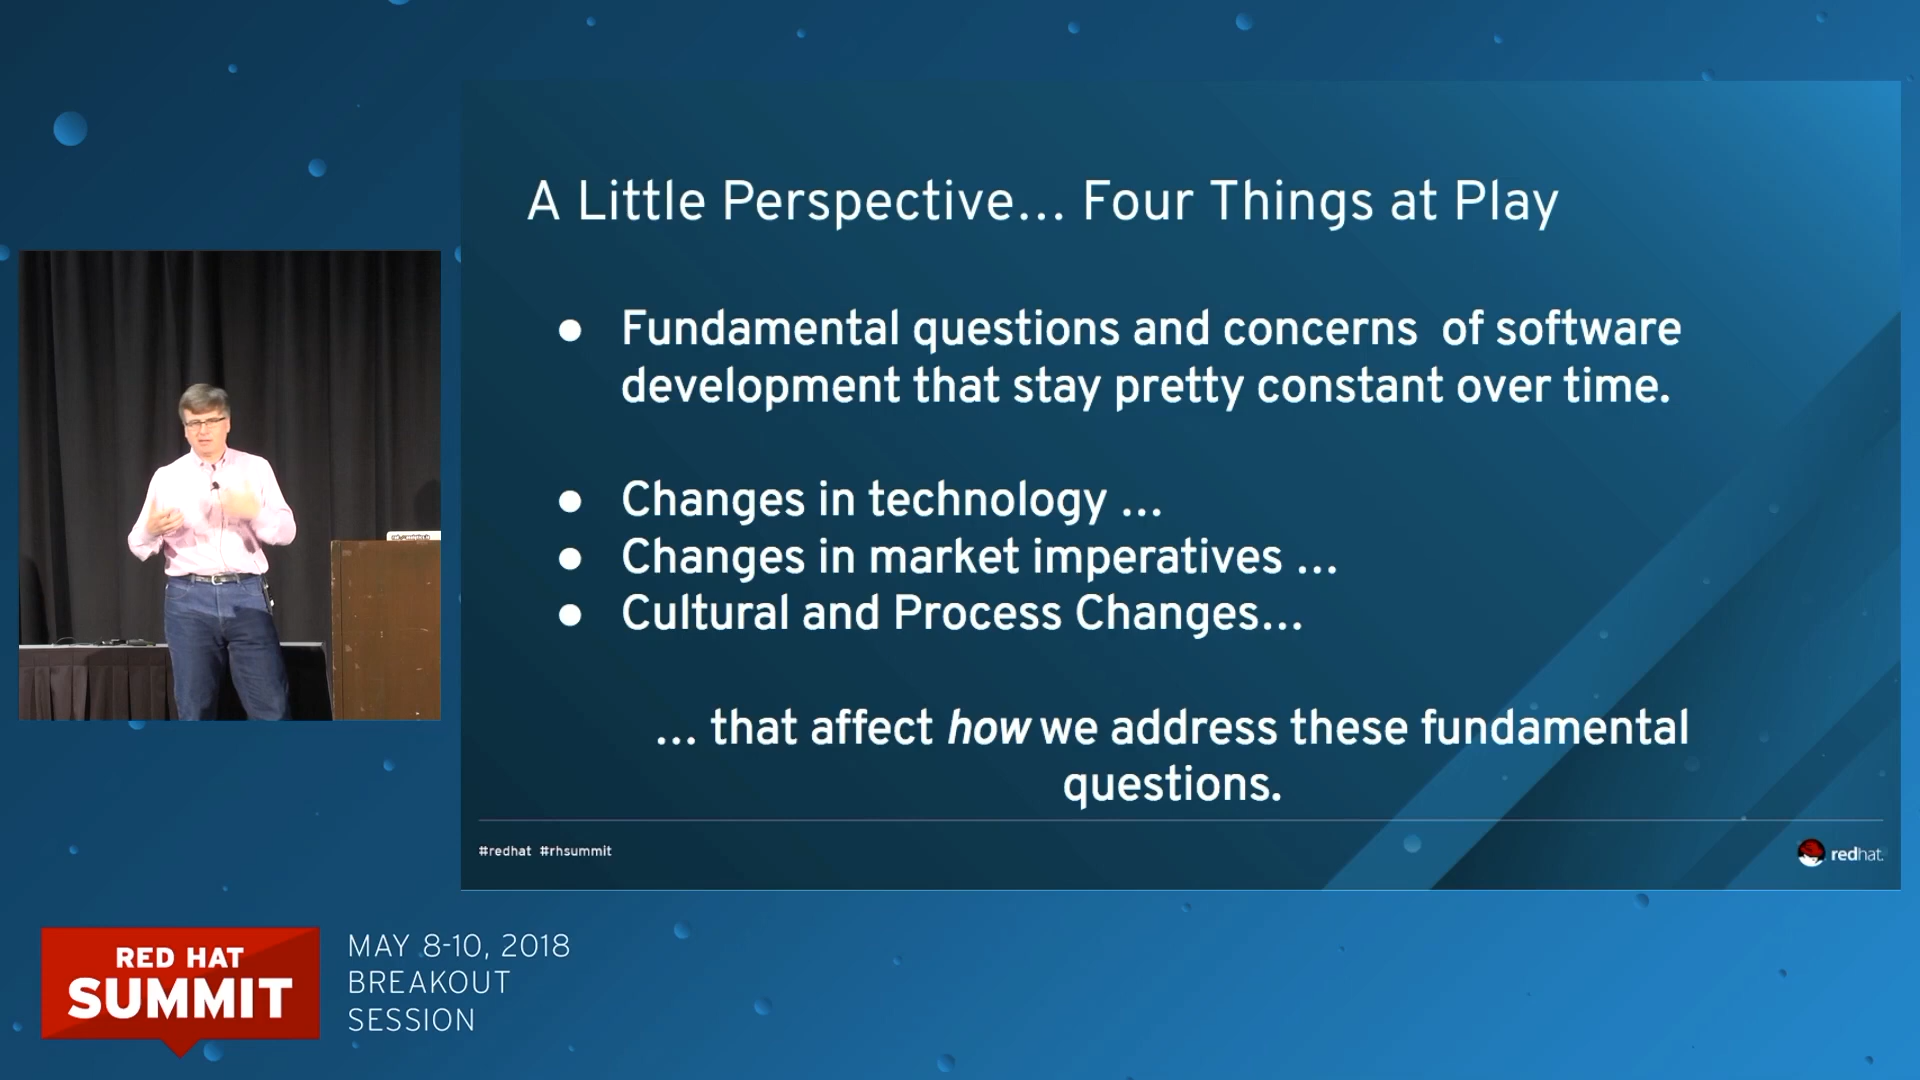 A Little Perspective... Four Things at Play
● Fundamental questions and concerns of software
development that stay pretty constant over time.
● Changes in technology ...
● Changes in market imperatives ...
● Cultural and Process Changes...
... that affect how we address these fundamental
questions.
#redhat #rhsummit
redhat.
RED HAT
SUMMIT
MAY 8-10, 2018
BREAKOUT
SESSION